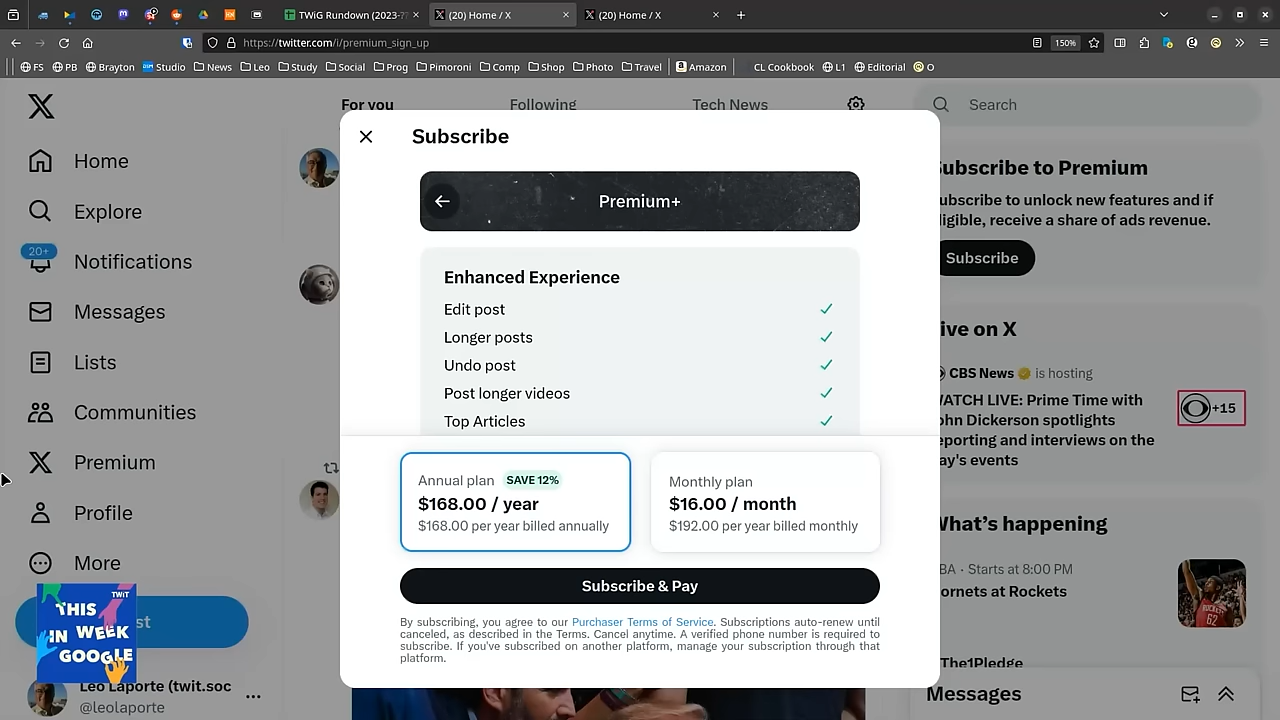 TWiG Rundown (2023-
(20) Home / X
(20) Home / X
https://twitter.com/i/premium_sign_up
150%
FS
PB
Brayton
Studio
News
Leo
Study
Social
Prog
Pimoroni
Comp
Shop
Photo
Travel
Amazon
CL Cookbook
L1
Editorial
O
For you
Following
Tech News
Search
Home
Explore
20+
Notifications
Messages
Lists
Communities
Premium
Profile
More
TWiT
THIS
IN WEEK
GOOGLE
Leo Laporte (twit.soc
@leolaporte
Subscribe
Premium+
Enhanced Experience
Edit post
Longer posts
Undo post
Post longer videos
Top Articles
Annual plan SAVE 12%
$168.00 / year
$168.00 per year billed annually
Monthly plan
$16.00 / month
$192.00 per year billed monthly
Subscribe & Pay
By subscribing, you agree to our Purchaser Terms of Service. Subscriptions auto-renew until
canceled, as described in the Terms. Cancel anytime. A verified phone number is required to
subscribe. If you've subscribed on another platform, manage your subscription through that
platform.
ubscribe to Premium
ubscribe to unlock new features and if
ligible, receive a share of ads revenue.
Subscribe
ive on X
CBS News is hosting
WATCH LIVE: Prime Time with
ohn Dickerson spotlights
eporting and interviews on the
ay's events
+15
What's happening
BA · Starts at 8:00 PM
ornets at Rockets
The1Pledge
Messages